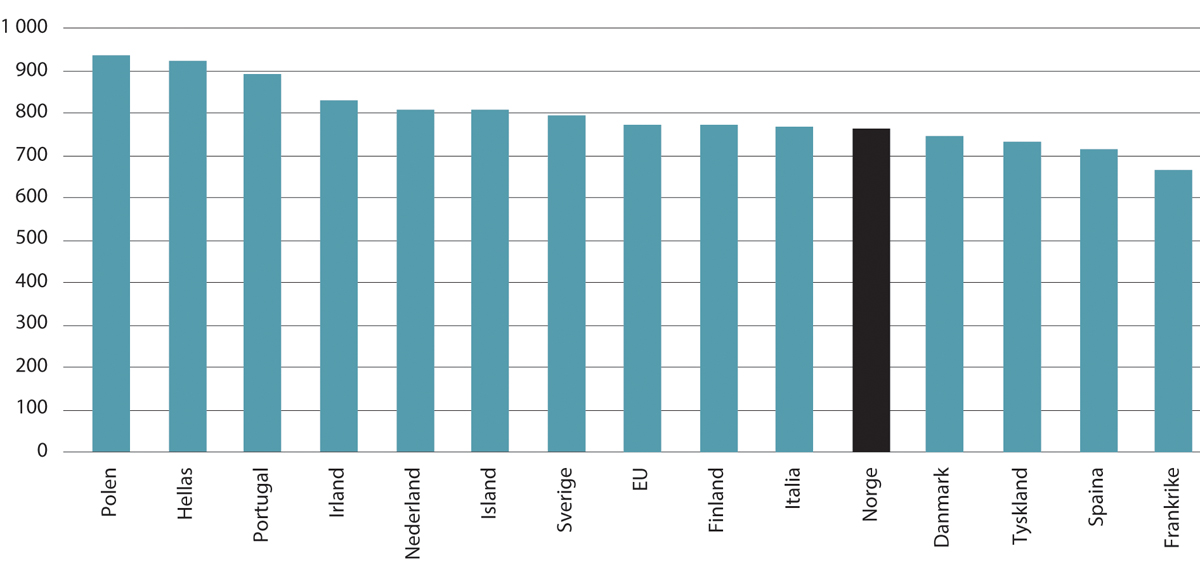 1 000
900
800
700
600
500
400
300
200
100
0
Polen
Hellas
Portugal
Irland
Nederland
Island
Sverige
EU
Finland
Italia
Norge
Danmark
Tyskland
Spaina
Frankrike